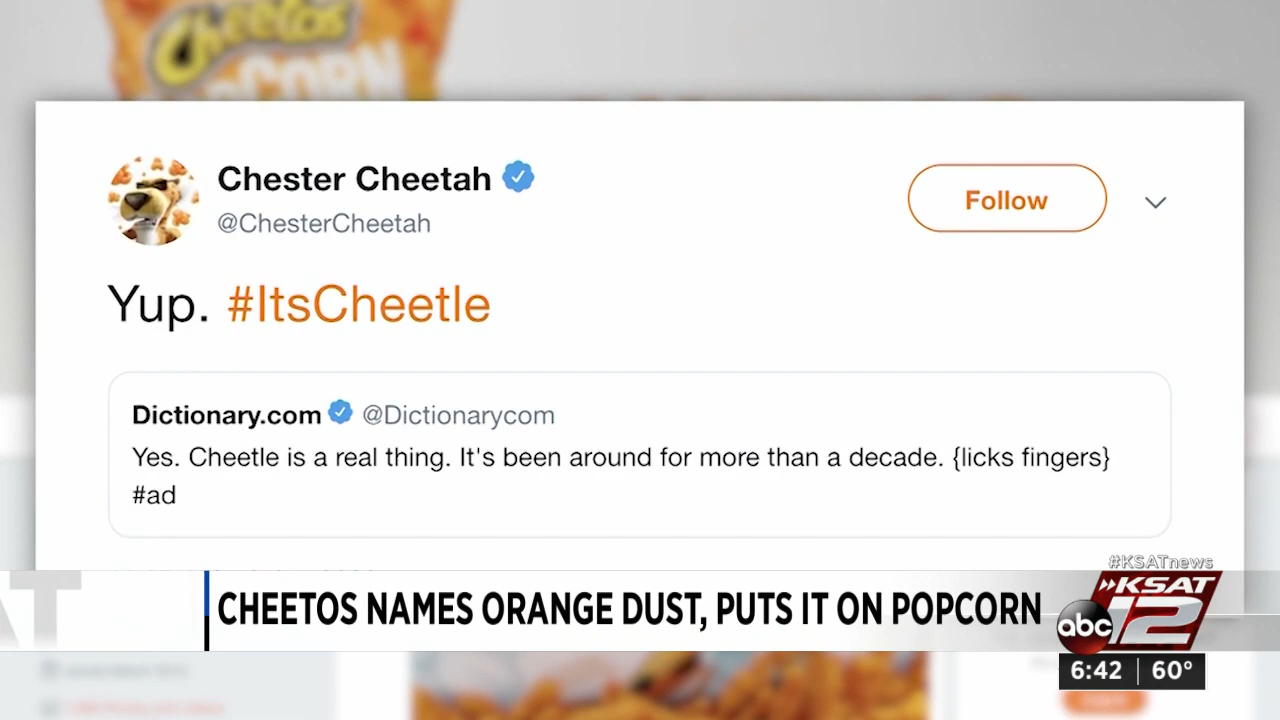 Cheetos
POPCORN
Chester Cheetah
@ChesterCheetah
Follow
Yup. #ItsCheetle
Dictionary.com @Dictionarycom
Yes. Cheetle is a real thing. It's been around for more than a decade. {licks fingers}
#ad
#KSATnews
CHEETOS NAMES ORANGE DUST, PUTS IT ON POPCORN
KSAT
abc 12
6:42 60°